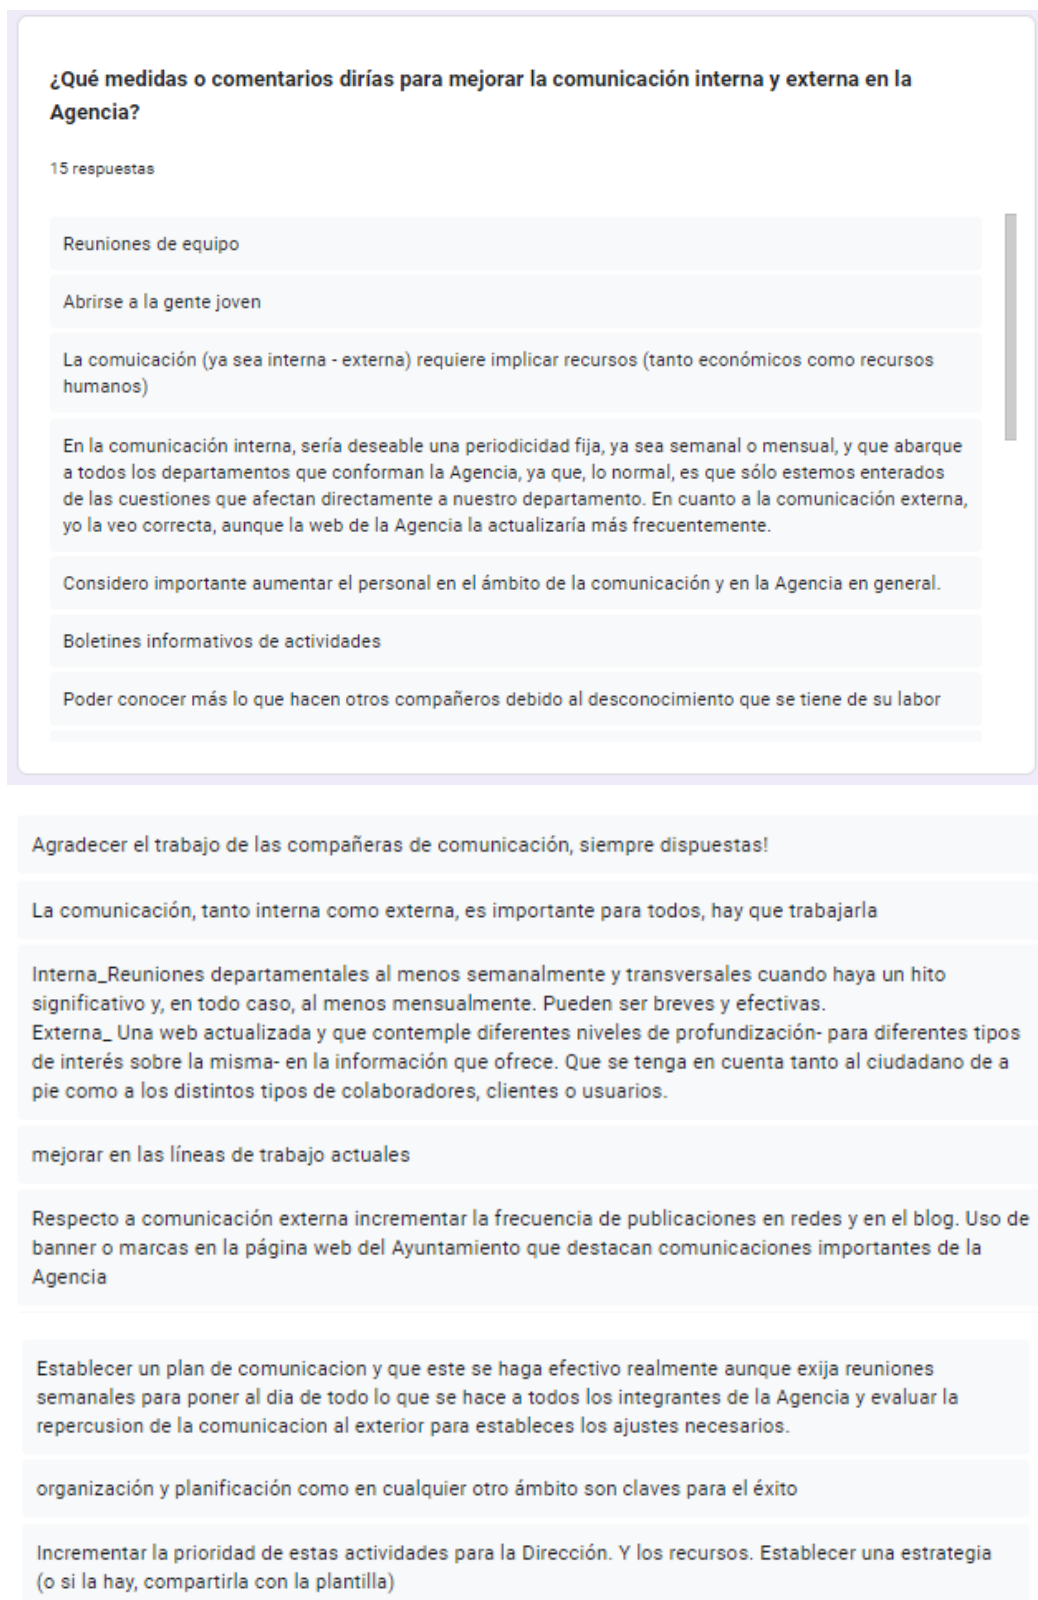 ¿Qué medidas o comentarios dirías para mejorar la comunicación interna y externa en la
Agencia?
15 respuestas
Reuniones de equipo
Abrirse a la gente joven
La comuicación (ya sea interna - externa) requiere implicar recursos (tanto económicos como recursos
humanos)
En la comunicación interna, sería deseable una periodicidad fija, ya sea semanal o mensual, y que abarque
a todos los departamentos que conforman la Agencia, ya que, lo normal, es que sólo estemos enterados
de las cuestiones que afectan directamente a nuestro departamento. En cuanto a la comunicación externa,
yo la veo correcta, aunque la web de la Agencia la actualizaría más frecuentemente.
Considero importante aumentar el personal en el ámbito de la comunicación y en la Agencia en general.
Boletines informativos de actividades
Poder conocer más lo que hacen otros compañeros debido al desconocimiento que se tiene de su labor
Agradecer el trabajo de las compañeras de comunicación, siempre dispuestas!
La comunicación, tanto interna como externa, es importante para todos, hay que trabajarla
Interna_Reuniones departamentales al menos semanalmente y transversales cuando haya un hito
significativo y, en todo caso, al menos mensualmente. Pueden ser breves y efectivas.
Externa_ Una web actualizada y que contemple diferentes niveles de profundización- para diferentes tipos
de interés sobre la misma- en la información que ofrece. Que se tenga en cuenta tanto al ciudadano de a
pie como a los distintos tipos de colaboradores, clientes o usuarios.
mejorar en las líneas de trabajo actuales
Respecto a comunicación externa incrementar la frecuencia de publicaciones en redes y en el blog. Uso de
banner o marcas en la página web del Ayuntamiento que destacan comunicaciones importantes de la
Agencia
Establecer un plan de comunicacion y que este se haga efectivo realmente aunque exija reuniones
semanales para poner al dia de todo lo que se hace a todos los integrantes de la Agencia y evaluar la
repercusion de la comunicacion al exterior para estableces los ajustes necesarios.
organización y planificación como en cualquier otro ámbito son claves para el éxito
Incrementar la prioridad de estas actividades para la Dirección. Y los recursos. Establecer una estrategia
(o si la hay, compartirla con la plantilla)